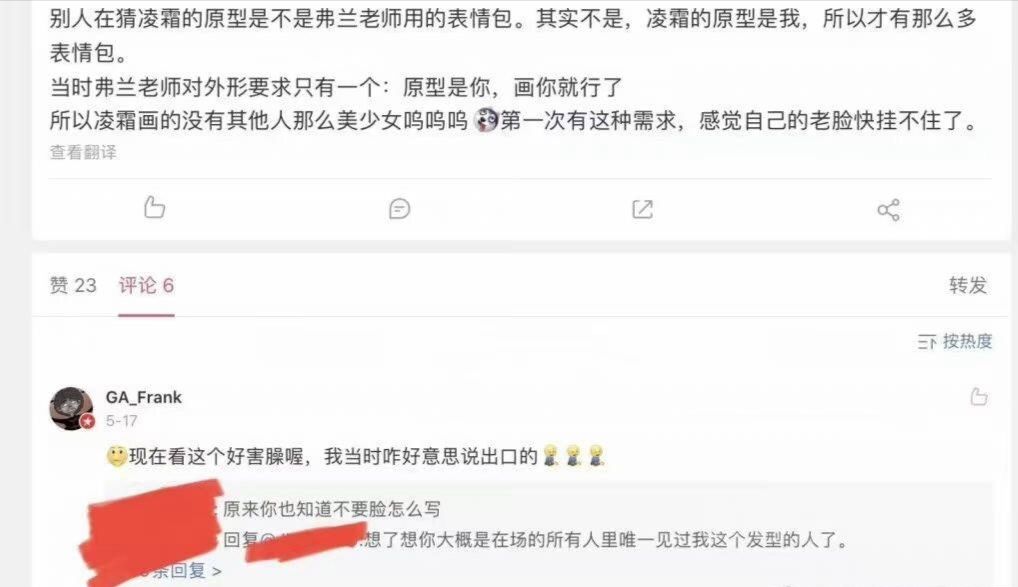 别人在猜凌霜的原型是不是弗兰老师用的表情包。其实不是，凌霜的原型是我，所以才有那么多
表情包。
当时弗兰老师对外形要求只有一个：原型是你，画你就行了
所以凌霜画的没有其他人那么美少女呜呜呜第一次有这种需求，感觉自己的老脸快挂不住了。
查看翻译
赞 23 评论 6 转发
按热度
GA_Frank
5-17
现在看这个好害臊喔，我当时咋好意思说出口的
: 原来你也知道不要脸怎么写
回复@ :想了想你大概是在场的所有人里唯一见过我这个发型的人了。
条回复 >